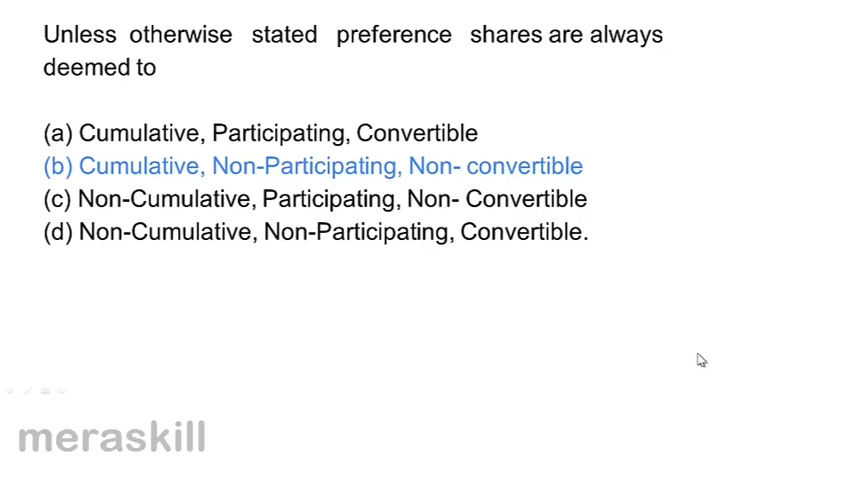 Unless otherwise stated preference shares are always
deemed to
(a) Cumulative, Participating, Convertible
(b) Cumulative, Non-Participating, Non- convertible
(c) Non-Cumulative, Participating, Non- Convertible
(d) Non-Cumulative, Non-Participating, Convertible.
meraskill